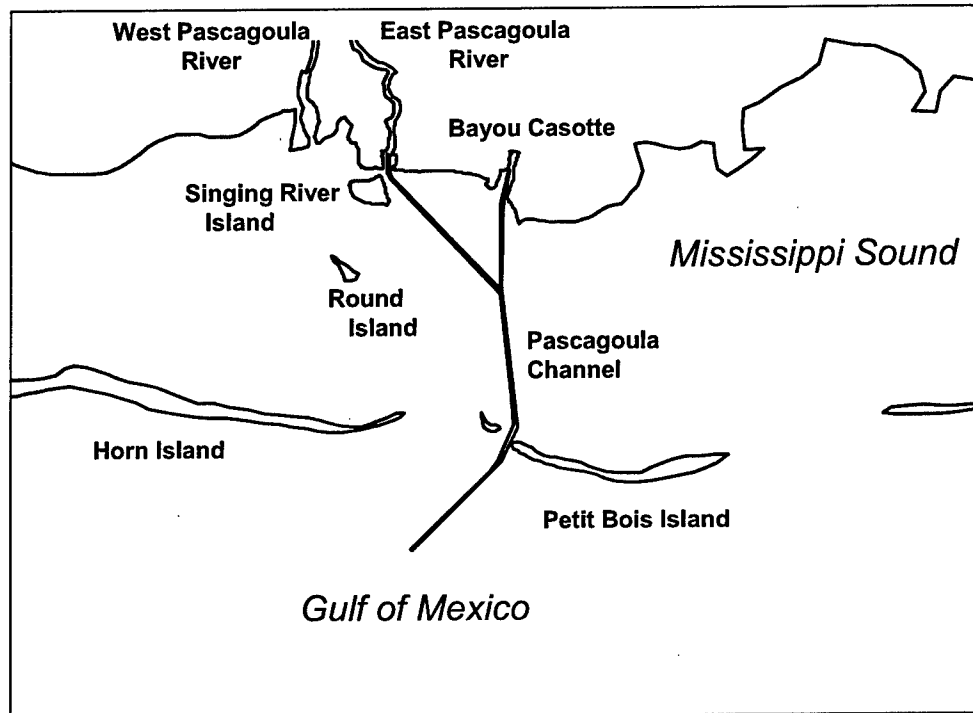 West Pascagoula
River
East Pascagoula
River
Bayou Casotte
Singing River
Island
Mississippi Sound
Round
Island
Pascagoula
Channel
Horn Island
Petit Bois Island
Gulf of Mexico